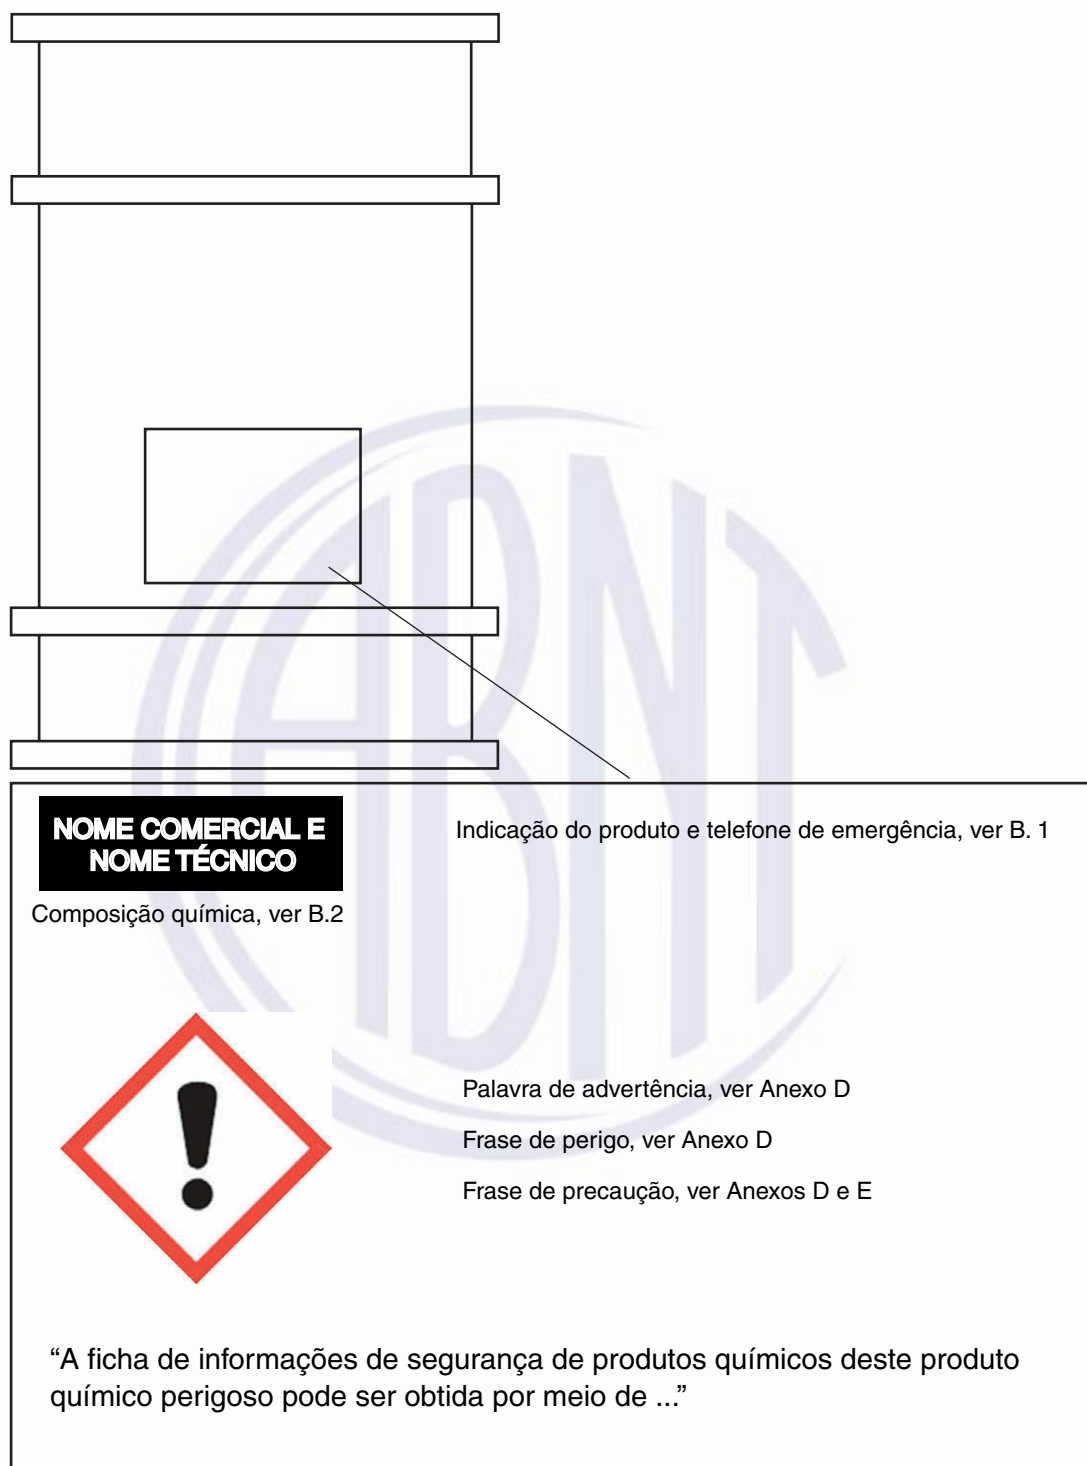 ABNT
NOME COMERCIAL E
NOME TÉCNICO
Indicação do produto e telefone de emergência, ver B. 1
Composição química, ver B.2
Palavra de advertência, ver Anexo D
Frase de perigo, ver Anexo D
Frase de precaução, ver Anexos D e E
“A ficha de informações de segurança de produtos químicos deste produto
químico perigoso pode ser obtida por meio de ...”